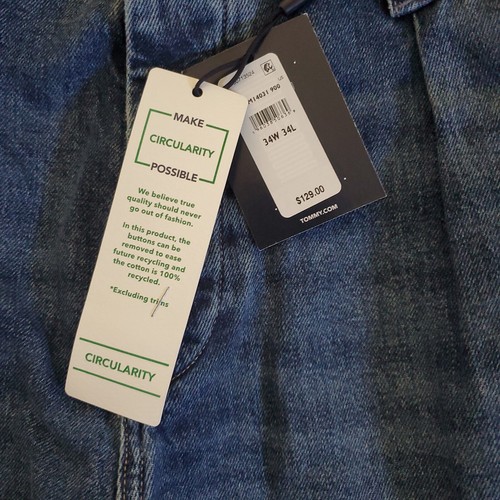 MAKE
CIRCULARITY
POSSIBLE
We believe true
quality should never
go out of fashion.
In this product, the
buttons can be
removed to ease
future recycling and
the cotton is 100%
recycled.
*Excluding trims
CIRCULARITY
US
34W 34L
$129.00
TOMMY.COM